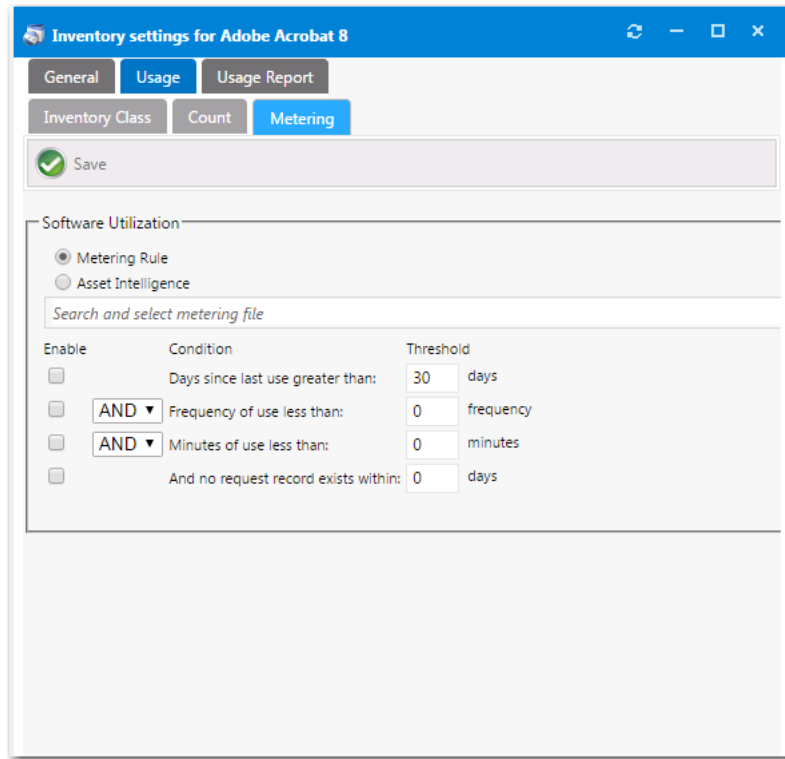 Inventory settings for Adobe Acrobat 8
General Usage Usage Report
Inventory Class Count Metering
Save
Software Utilization
Metering Rule
Asset Intelligence
Search and select metering file
Enable Condition Threshold
Days since last use greater than: 30 days
AND ▼ Frequency of use less than: 0 frequency
AND ▼ Minutes of use less than: 0 minutes
And no request record exists within: 0 days